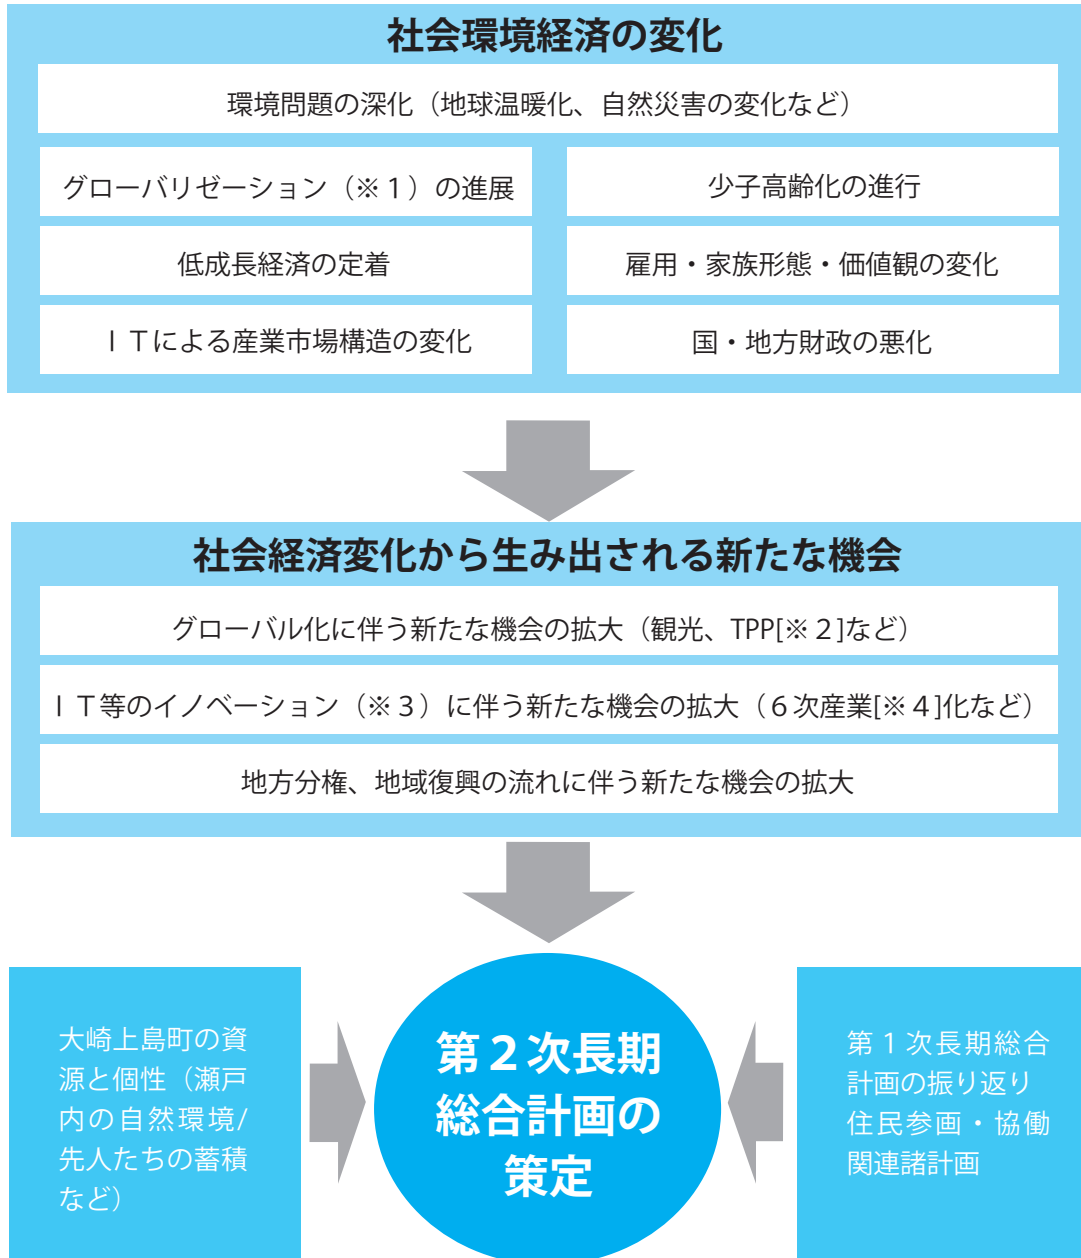 社会環境経済の変化
環境問題の深化（地球温暖化、自然災害の変化など）
グローバリゼーション（※１）の進展
少子高齢化の進行
低成長経済の定着
雇用・家族形態・価値観の変化
ＩＴによる産業市場構造の変化
国・地方財政の悪化
社会経済変化から生み出される新たな機会
グローバル化に伴う新たな機会の拡大（観光、TPP[※２]など）
ＩＴ等のイノベーション（※３）に伴う新たな機会の拡大（６次産業[※４]化など）
地方分権、地域復興の流れに伴う新たな機会の拡大
大崎上島町の資
源と個性（瀬戸
内の自然環境/
先人たちの蓄積
など）
第２次長期
総合計画の
策定
第１次長期総合
計画の振り返り
住民参画・協働
関連諸計画